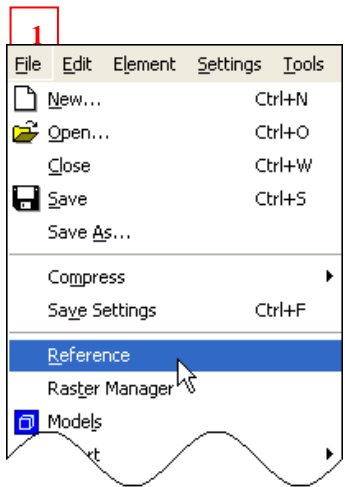 1
File Edit Element Settings Tools
New... Ctrl+N
Open... Ctrl+O
Close Ctrl+W
Save Ctrl+S
Save As...
Compress
Save Settings Ctrl+F
Reference
Raster Manager
Models